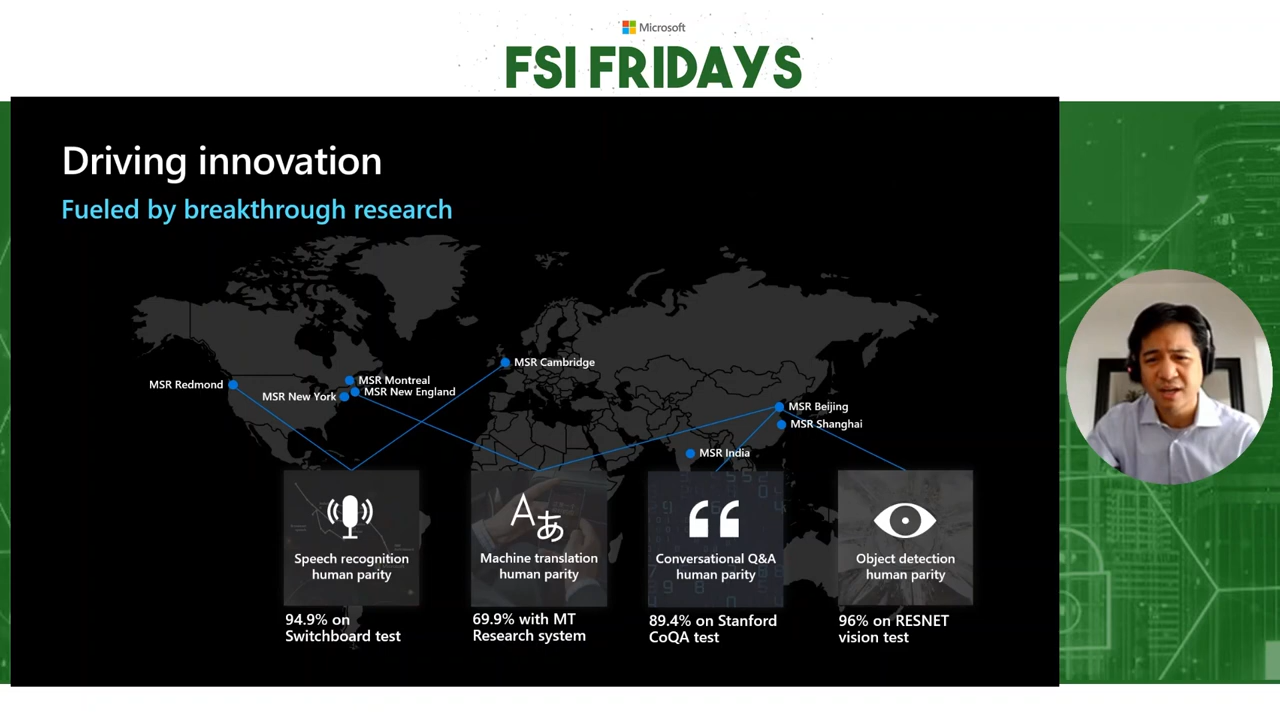 Microsoft
FSI FRIDAYS
Driving innovation
Fueled by breakthrough research
MSR Cambridge
MSR Redmond
MSR Montreal
MSR New England
MSR New York
MSR Beijing
MSR Shanghai
MSR India
Aあ
Speech recognition
human parity
Machine translation
human parity
Conversational Q&A
human parity
Object detection
human parity
94.9% on
Switchboard test
69.9% with MT
Research system
89.4% on Stanford
CoQA test
96% on RESNET
vision test